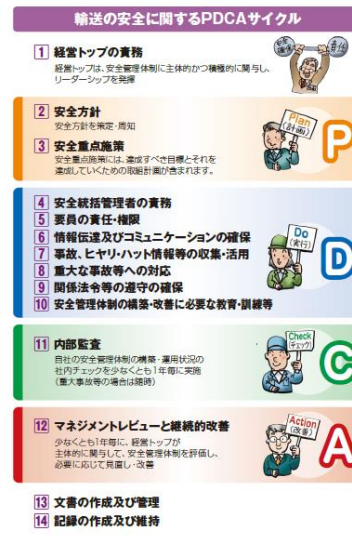 輸送の安全に関するPDCAサイクル
1 経営トップの責務
経営トップは、安全管理体制に主体的かつ積極的に関与し、
リーダーシップを発揮
責任
2 安全方針
安全方針を策定・周知
3 安全重点施策
安全重点施策には、達成すべき目標とそれを
達成していくための取組計画が含まれます。
Plan
(計画)
P
4 安全統括管理者の責務
5 要員の責任・権限
6 情報伝達及びコミュニケーションの確保
7 事故、ヒヤリ・ハット情報等の収集・活用
8 重大な事故等への対応
9 関係法令等の遵守の確保
10 安全管理体制の構築・改善に必要な教育・訓練等
Do
(実行)
D
11 内部監査
自社の安全管理体制の構築・運用状況の
社内チェックを少なくとも1年毎に実施
(重大事故等の場合は随時)
Check
(チェック)
C
12 マネジメントレビューと継続的改善
少なくとも1年毎に、経営トップが
主体的に関与して、安全管理体制を評価し、
必要に応じて見直し・改善
Action
(改善)
A
13 文書の作成及び管理
14 記録の作成及び維持